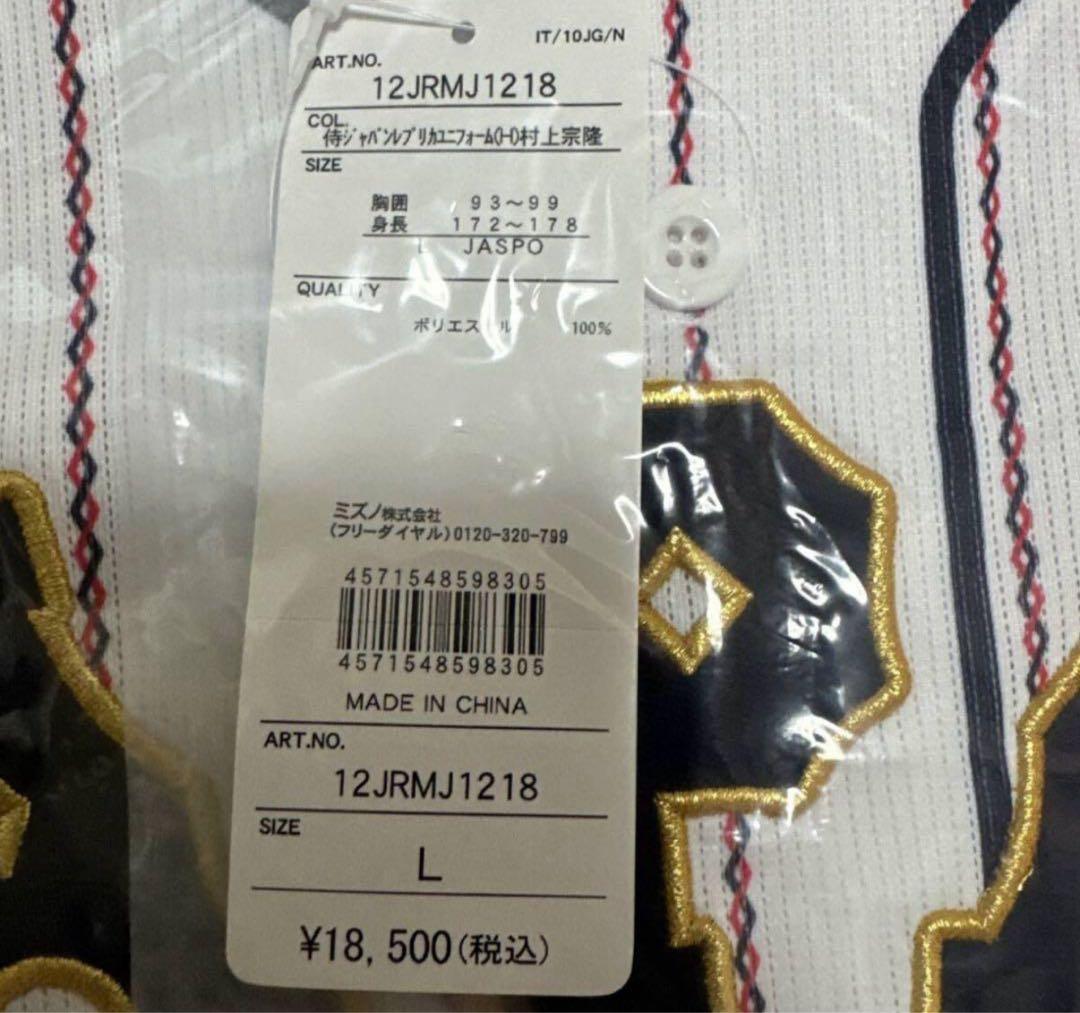 IT/10JG/N
ART.NO.
12JRMJ1218
COL.
侍ｼﾞｬﾊﾟﾝﾚﾌﾟﾘｶﾕﾆﾌｫｰﾑ(H)村上宗隆
SIZE
胸囲 93～99
身長 172～178
L JASPO
QUALITY
ポリエステル 100%
ミズノ株式会社
(フリーダイヤル)0120-320-799
4571548598305
4571548598305
MADE IN CHINA
ART.NO.
12JRMJ1218
SIZE
L
¥18,500(税込)